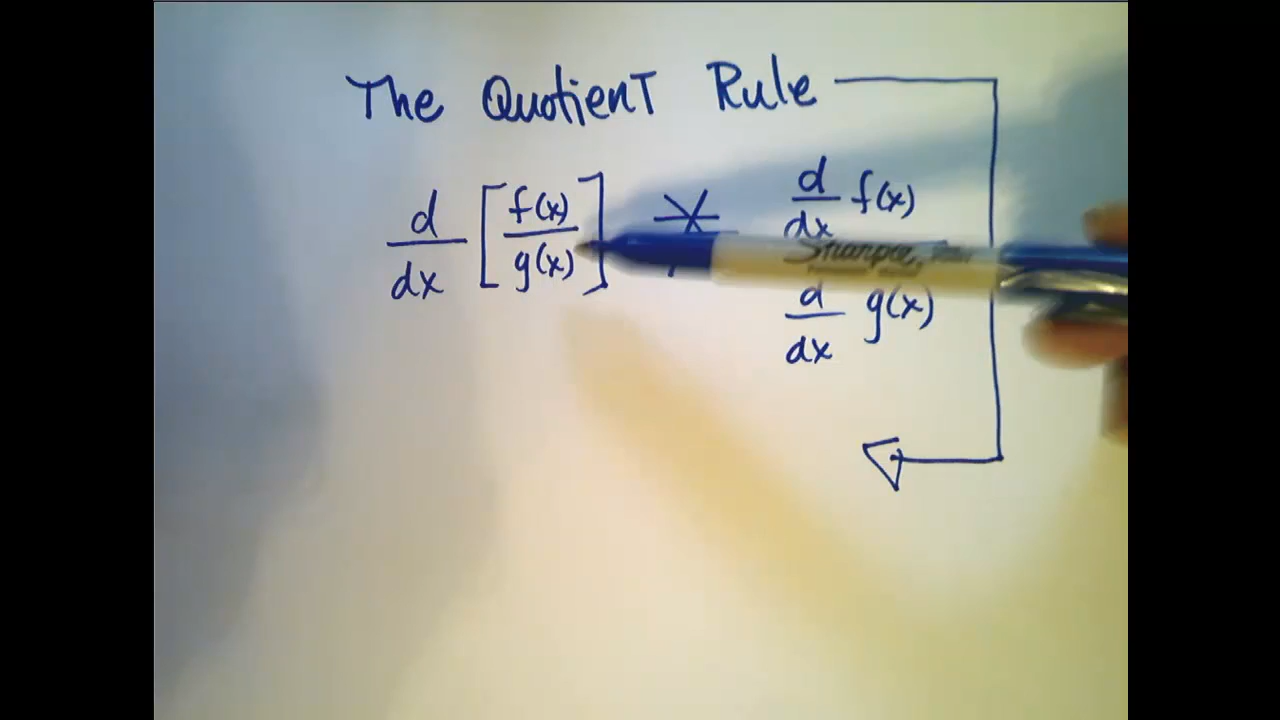 The Quotient Rule
d/dx [f(x)/g(x)] ≠ d/dx f(x)
Sharpie
d/dx g(x)